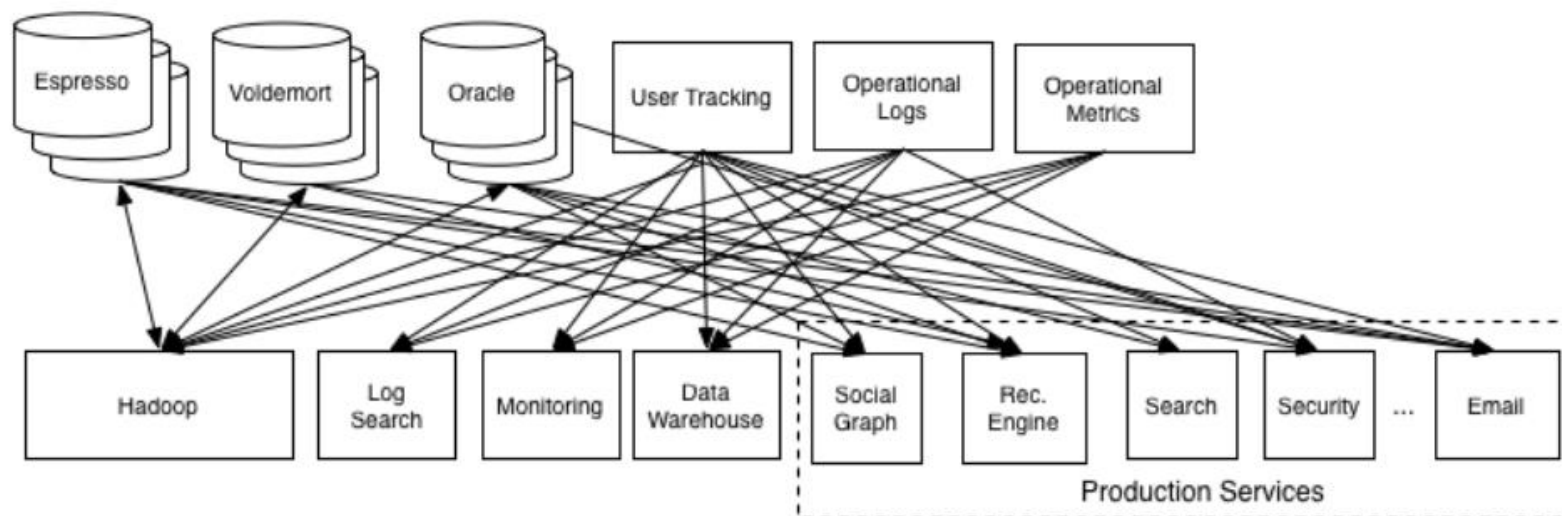 Espresso
Voldemort
Oracle
User Tracking
Operational
Logs
Operational
Metrics
Hadoop
Log
Search
Monitoring
Data
Warehouse
Social
Graph
Rec.
Engine
Search
Security
...
Email
Production Services